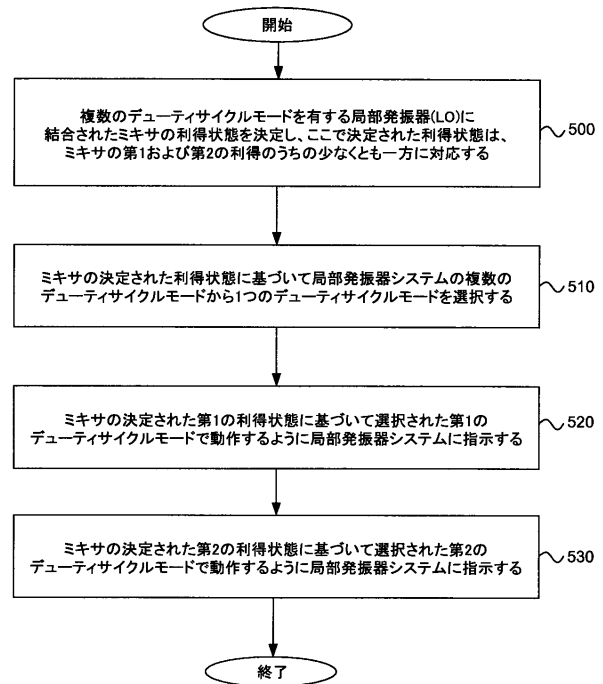 開始
複数のデューティサイクルモードを有する局部発振器(LO)に
結合されたミキサの利得状態を決定し、ここで決定された利得状態は、
ミキサの第1および第2の利得のうちの少なくとも一方に対応する
500
ミキサの決定された利得状態に基づいて局部発振器システムの複数の
デューティサイクルモードから1つのデューティサイクルモードを選択する
510
ミキサの決定された第1の利得状態に基づいて選択された第1の
デューティサイクルモードで動作するように局部発振器システムに指示する
520
ミキサの決定された第2の利得状態に基づいて選択された第2の
デューティサイクルモードで動作するように局部発振器システムに指示する
530
終了